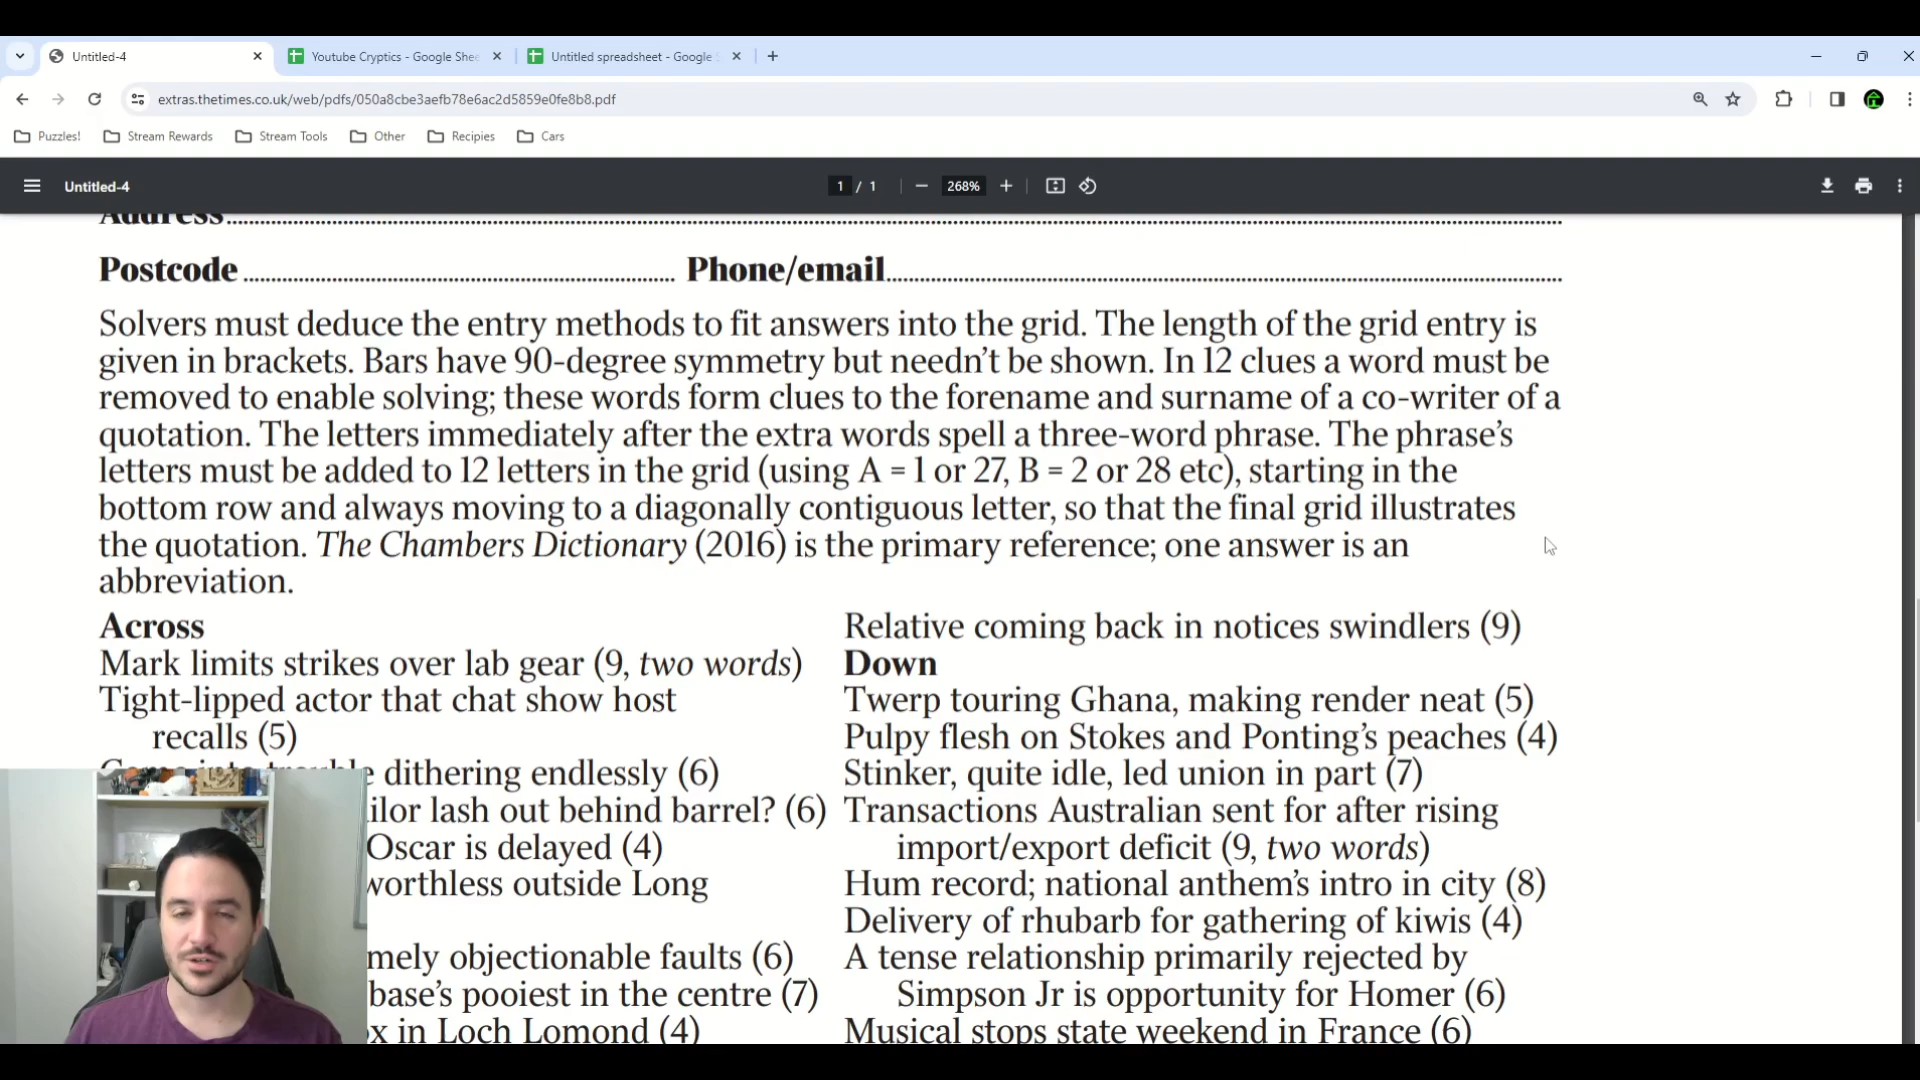 Untitled-4
Youtube Cryptics - Google Shee
Untitled spreadsheet - Google S
extras.thetimes.co.uk/web/pdfs/050a8cbe3aefb78e6ac2d5859e0fe8b8.pdf
Puzzles!
Stream Rewards
Stream Tools
Other
Recipies
Cars
Untitled-4
1 / 1
268%
Address
Postcode
Phone/email
Solvers must deduce the entry methods to fit answers into the grid. The length of the grid entry is
given in brackets. Bars have 90-degree symmetry but needn’t be shown. In 12 clues a word must be
removed to enable solving; these words form clues to the forename and surname of a co-writer of a
quotation. The letters immediately after the extra words spell a three-word phrase. The phrase’s
letters must be added to 12 letters in the grid (using A = 1 or 27, B = 2 or 28 etc), starting in the
bottom row and always moving to a diagonally contiguous letter, so that the final grid illustrates
the quotation. The Chambers Dictionary (2016) is the primary reference; one answer is an
abbreviation.
Across
Mark limits strikes over lab gear (9, two words)
Tight-lipped actor that chat show host
recalls (5)
dithering endlessly (6)
lash out behind barrel? (6)
Oscar is delayed (4)
worthless outside Long
objectionable faults (6)
base’s pooiest in the centre (7)
in Loch Lomond (4)
Relative coming back in notices swindlers (9)
Down
Twerp touring Ghana, making render neat (5)
Pulpy flesh on Stokes and Ponting’s peaches (4)
Stinker, quite idle, led union in part (7)
Transactions Australian sent for after rising
import/export deficit (9, two words)
Hum record; national anthem’s intro in city (8)
Delivery of rhubarb for gathering of kiwis (4)
A tense relationship primarily rejected by
Simpson Jr is opportunity for Homer (6)
Musical stops state weekend in France (6)